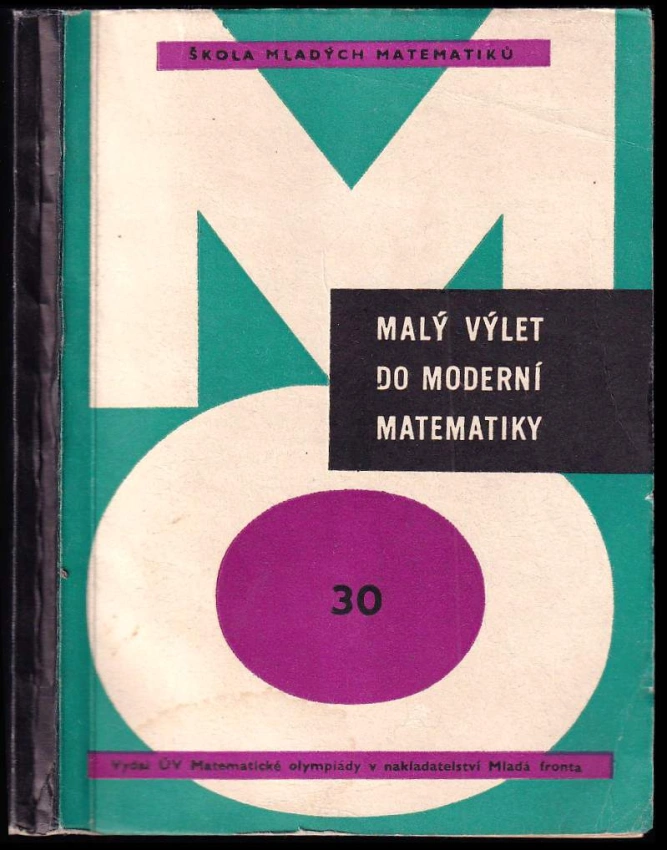 ŠKOLA MLADÝCH MATEMATIKŮ
MALÝ VÝLET
DO MODERNÍ
MATEMATIKY
30
Vydal ÚV Matematické olympiády v nakladatelství Mladá fronta